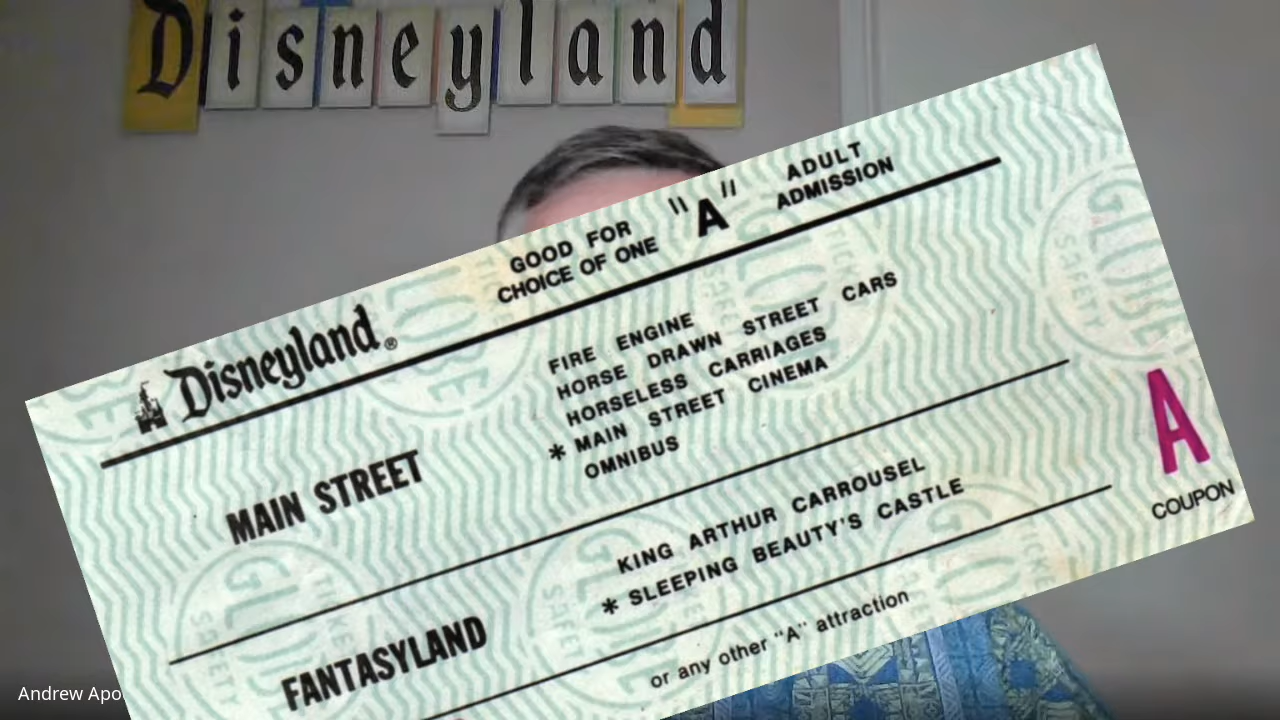 Disneyland
GOOD FOR
CHOICE OF ONE
"A"
ADULT
ADMISSION
Disneyland®
MAIN STREET
FIRE ENGINE
HORSE DRAWN STREET CARS
HORSELESS CARRIAGES
* MAIN STREET CINEMA
OMNIBUS
FANTASYLAND
KING ARTHUR CARROUSEL
* SLEEPING BEAUTY'S CASTLE
or any other "A" attraction
A
COUPON
GLOBE
TICKET
SAFETY
Andrew Apo